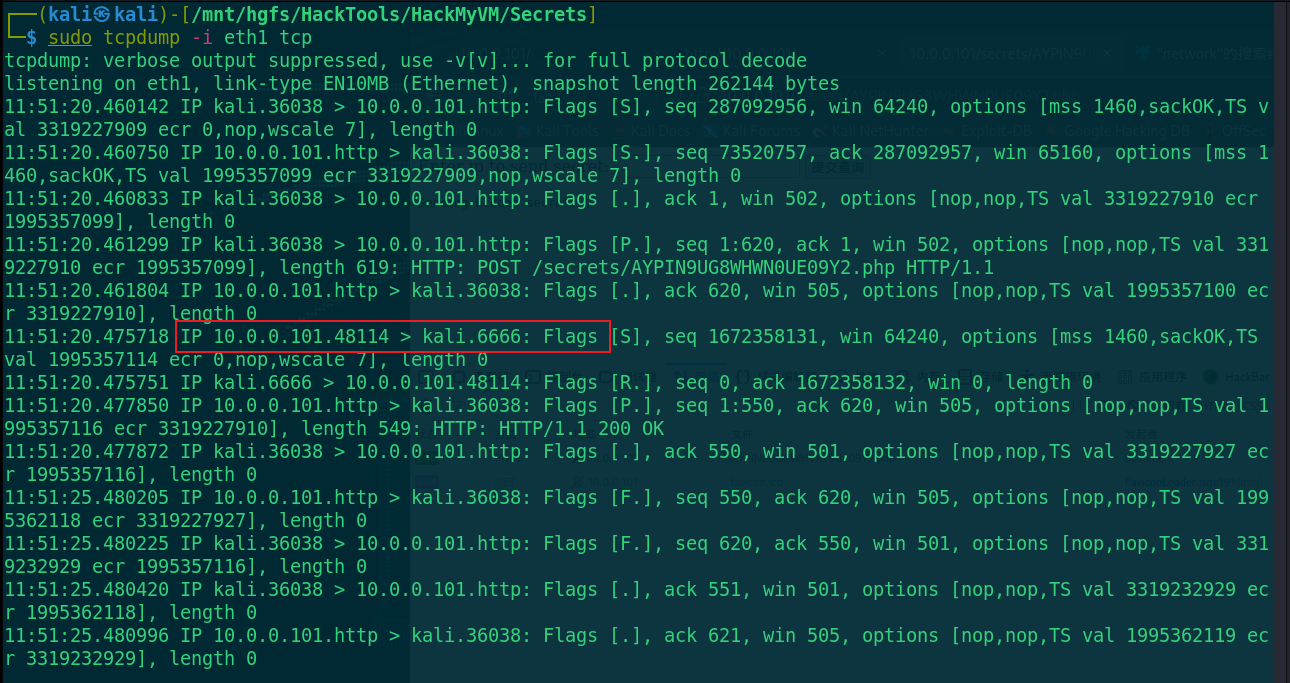 ┌──(kali㉿kali)-[/mnt/hgfs/HackTools/HackMyVM/Secrets]
└─$ sudo tcpdump -i eth1 tcp
tcpdump: verbose output suppressed, use -v[v]... for full protocol decode
listening on eth1, link-type EN10MB (Ethernet), snapshot length 262144 bytes
11:51:20.460142 IP kali.36038 > 10.0.0.101.http: Flags [S], seq 287092956, win 64240, options [mss 1460,sackOK,TS v
al 3319227909 ecr 0,nop,wscale 7], length 0
11:51:20.460750 IP 10.0.0.101.http > kali.36038: Flags [S.], seq 73520757, ack 287092957, win 65160, options [mss 1
460,sackOK,TS val 1995357099 ecr 3319227909,nop,wscale 7], length 0
11:51:20.460833 IP kali.36038 > 10.0.0.101.http: Flags [.], ack 1, win 502, options [nop,nop,TS val 3319227910 ecr
1995357099], length 0
11:51:20.461299 IP kali.36038 > 10.0.0.101.http: Flags [P.], seq 1:620, ack 1, win 502, options [nop,nop,TS val 331
9227910 ecr 1995357099], length 619: HTTP: POST /secrets/AYPIN9UG8WHWN0UE09Y2.php HTTP/1.1
11:51:20.461804 IP 10.0.0.101.http > kali.36038: Flags [.], ack 620, win 505, options [nop,nop,TS val 1995357100 ec
r 3319227910], length 0
11:51:20.475718 IP 10.0.0.101.48114 > kali.6666: Flags [S], seq 1672358131, win 64240, options [mss 1460,sackOK,TS
val 1995357114 ecr 0,nop,wscale 7], length 0
11:51:20.475751 IP kali.6666 > 10.0.0.101.48114: Flags [R.], seq 0, ack 1672358132, win 0, length 0
11:51:20.477850 IP 10.0.0.101.http > kali.36038: Flags [P.], seq 1:550, ack 620, win 505, options [nop,nop,TS val 1
995357116 ecr 3319227910], length 549: HTTP: HTTP/1.1 200 OK
11:51:20.477872 IP kali.36038 > 10.0.0.101.http: Flags [.], ack 550, win 501, options [nop,nop,TS val 3319227927 ec
r 1995357116], length 0
11:51:25.480205 IP 10.0.0.101.http > kali.36038: Flags [F.], seq 550, ack 620, win 505, options [nop,nop,TS val 199
5362118 ecr 3319227927], length 0
11:51:25.480225 IP kali.36038 > 10.0.0.101.http: Flags [F.], seq 620, ack 550, win 501, options [nop,nop,TS val 331
9232929 ecr 1995357116], length 0
11:51:25.480420 IP kali.36038 > 10.0.0.101.http: Flags [.], ack 551, win 501, options [nop,nop,TS val 3319232929 ec
r 1995362118], length 0
11:51:25.480996 IP 10.0.0.101.http > kali.36038: Flags [.], ack 621, win 505, options [nop,nop,TS val 1995362119 ec
r 3319232929], length 0